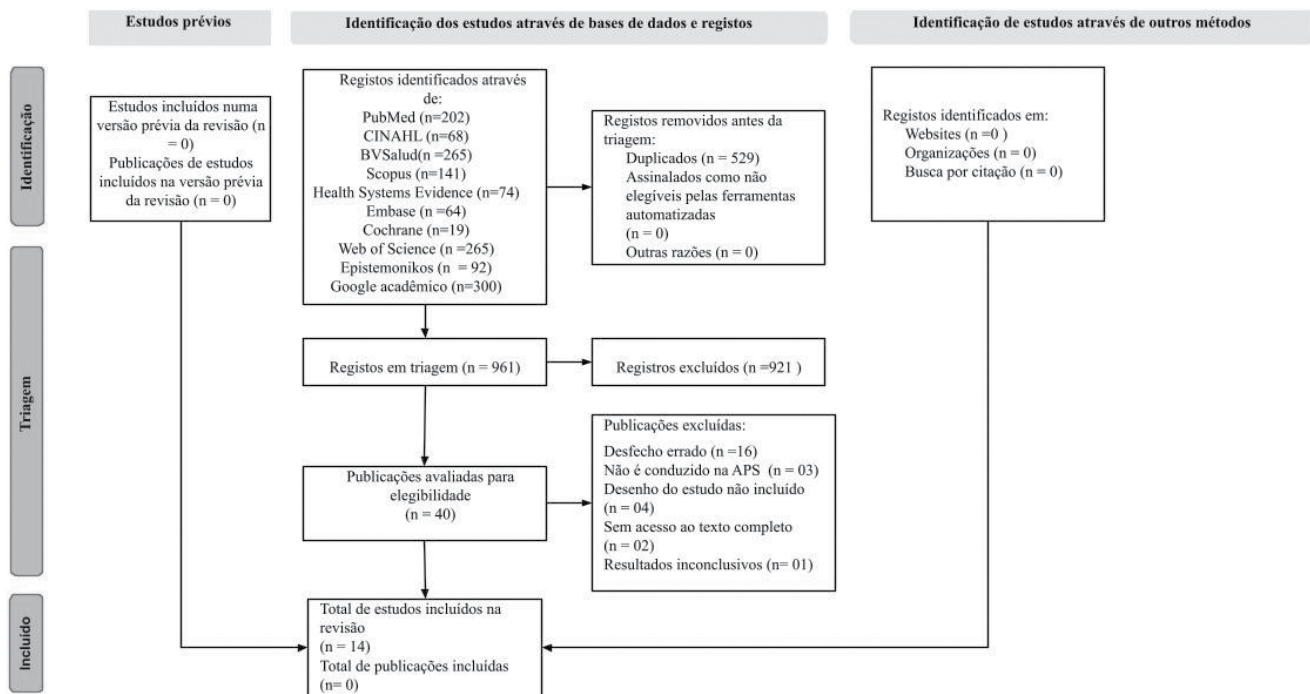 Estudos prévios
Identificação dos estudos através de bases de dados e registos
Identificação de estudos através de outros métodos
Identificação
Estudos incluídos numa
versão prévia da revisão (n
= 0)
Publicações de estudos
incluídos na versão prévia
da revisão (n = 0)
Registos identificados através
de:
PubMed (n=202)
CINAHL (n=68)
BVSalud(n =265)
Scopus (n=141)
Health Systems Evidence (n=74)
Embase (n =64)
Cochrane (n=19)
Web of Science (n =265)
Epistemonikos (n = 92)
Google acadêmico (n=300)
Registos removidos antes da
triagem:
Duplicados (n = 529)
Assinalados como não
elegíveis pelas ferramentas
automatizadas
(n = 0)
Outras razões (n = 0)
Registos identificados em:
Websites (n =0 )
Organizações (n = 0)
Busca por citação (n = 0)
Triagem
Registos em triagem (n = 961)
Registros excluídos (n =921 )
Publicações avaliadas para
elegibilidade
(n = 40)
Publicações excluídas:
Desfecho errado (n =16)
Não é conduzido na APS (n = 03)
Desenho do estudo não incluído
(n = 04)
Sem acesso ao texto completo
(n = 02)
Resultados inconclusivos (n= 01)
Incluído
Total de estudos incluídos na
revisão
(n = 14)
Total de publicações incluídas
(n= 0)